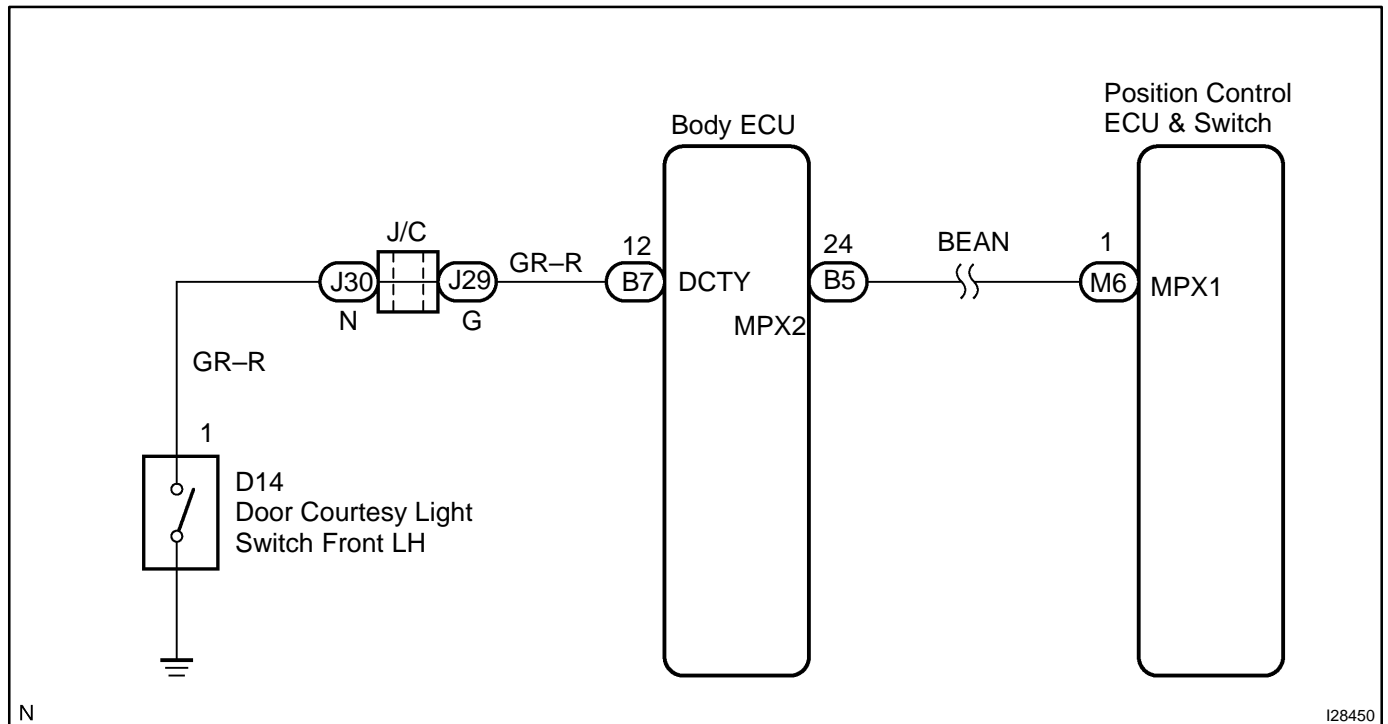 Position Control
ECU & Switch
Body ECU
J/C
J30
J29
GR–R
12
B7
DCTY
24
B5
BEAN
1
M6
MPX1
N
G
MPX2
GR–R
1
D14
Door Courtesy Light
Switch Front LH
N
I28450